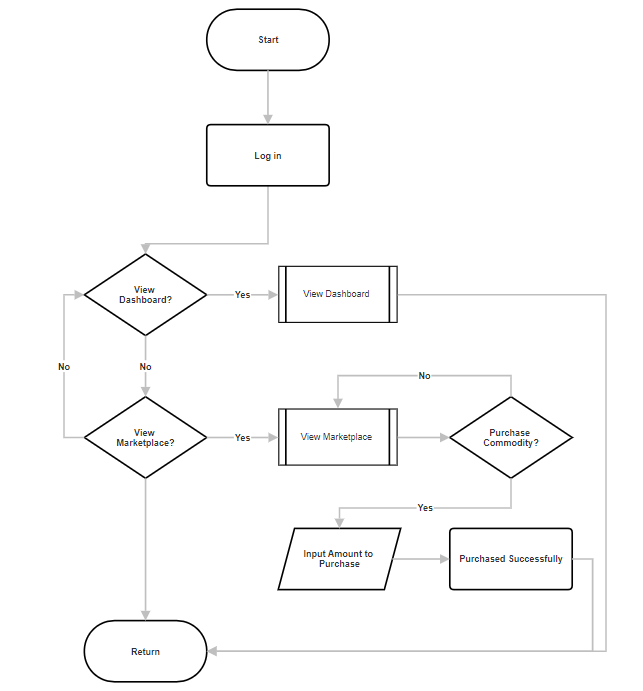 Start
Log in
View
Dashboard?
Yes
View Dashboard
No
No
No
View
Marketplace?
Yes
View Marketplace
Purchase
Commodity?
Yes
Input Amount to
Purchase
Purchased Successfully
Return